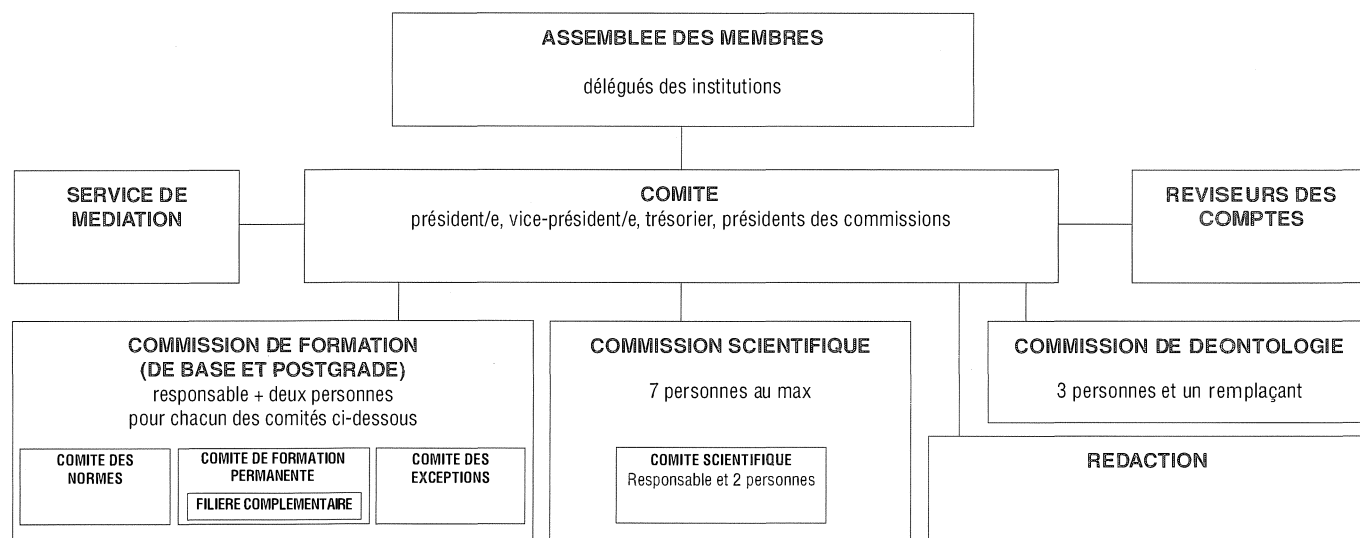 ASSEMBLEE DES MEMBRES
délégués des institutions
SERVICE DE
MEDIATION
COMITE
président/e, vice-président/e, trésorier, présidents des commissions
REVISEURS DES
COMPTES
COMMISSION DE FORMATION
(DE BASE ET POSTGRADE)
responsable + deux personnes
pour chacun des comités ci-dessous
COMITE DES
NORMES
COMITE DE FORMATION
PERMANENTE
FILIERE COMPLEMENTAIRE
COMITE DES
EXCEPTIONS
COMMISSION SCIENTIFIQUE
7 personnes au max
COMITE SCIENTIFIQUE
Responsable et 2 personnes
COMMISSION DE DEONTOLOGIE
3 personnes et un remplaçant
REDACTION